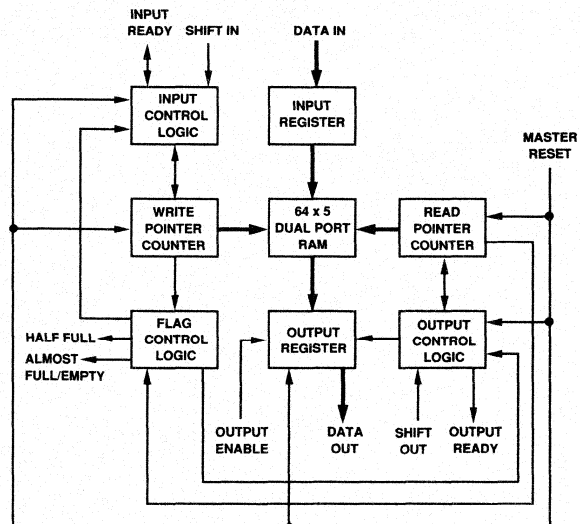 INPUT
READY
SHIFT IN
DATA IN
INPUT
CONTROL
LOGIC
INPUT
REGISTER
MASTER
RESET
WRITE
POINTER
COUNTER
64 x 5
DUAL PORT
RAM
READ
POINTER
COUNTER
FLAG
CONTROL
LOGIC
OUTPUT
REGISTER
OUTPUT
CONTROL
LOGIC
HALF FULL
ALMOST
FULL/EMPTY
OUTPUT
ENABLE
DATA
OUT
SHIFT
OUT
OUTPUT
READY